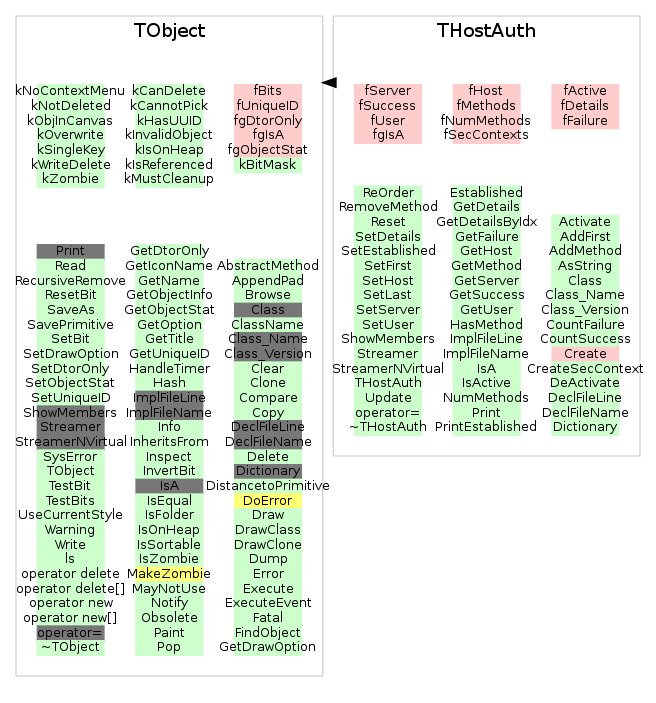 TObject
kNoContextMenu
kNotDeleted
kObjInCanvas
kOverwrite
kSingleKey
kWriteDelete
kZombie
kCanDelete
kCannotPick
kHasUUID
kInvalidObject
kIsOnHeap
kIsReferenced
kMustCleanup
fBits
fUniqueID
fgDtorOnly
fgIsA
fgObjectStat
kBitMask
Print
Read
RecursiveRemove
ResetBit
SaveAs
SavePrimitive
SetBit
SetDrawOption
SetDtorOnly
SetObjectStat
SetUniqueID
ShowMembers
Streamer
StreamerNVirtual
SysError
TObject
TestBit
TestBits
UseCurrentStyle
Warning
Write
ls
operator delete
operator delete[]
operator new
operator new[]
operator=
~TObject
GetDtorOnly
GetIconName
GetName
GetObjectInfo
GetObjectStat
GetOption
GetTitle
GetUniqueID
HandleTimer
Hash
ImplFileLine
ImplFileName
Info
InheritsFrom
Inspect
InvertBit
IsA
IsEqual
IsFolder
IsOnHeap
IsSortable
IsZombie
MakeZombie
MayNotUse
Notify
Obsolete
Paint
Pop
AbstractMethod
AppendPad
Browse
Class
ClassName
Class_Name
Class_Version
Clear
Clone
Compare
Copy
DeclFileLine
DeclFileName
Delete
Dictionary
DistancetoPrimitive
DoError
Draw
DrawClass
DrawClone
Dump
Error
Execute
ExecuteEvent
Fatal
FindObject
GetDrawOption
THostAuth
fServer
fSuccess
fUser
fgIsA
fHost
fMethods
fNumMethods
fSecContexts
fActive
fDetails
fFailure
ReOrder
RemoveMethod
Reset
SetDetails
SetEstablished
SetFirst
SetHost
SetLast
SetServer
SetUser
ShowMembers
Streamer
StreamerNVirtual
THostAuth
Update
operator=
~THostAuth
Established
GetDetails
GetDetailsByIdx
GetFailure
GetHost
GetMethod
GetServer
GetSuccess
GetUser
HasMethod
ImplFileLine
ImplFileName
IsA
IsActive
NumMethods
Print
PrintEstablished
Activate
AddFirst
AddMethod
AsString
Class
Class_Name
Class_Version
CountFailure
CountSuccess
Create
CreateSecContext
DeActivate
DeclFileLine
DeclFileName
Dictionary